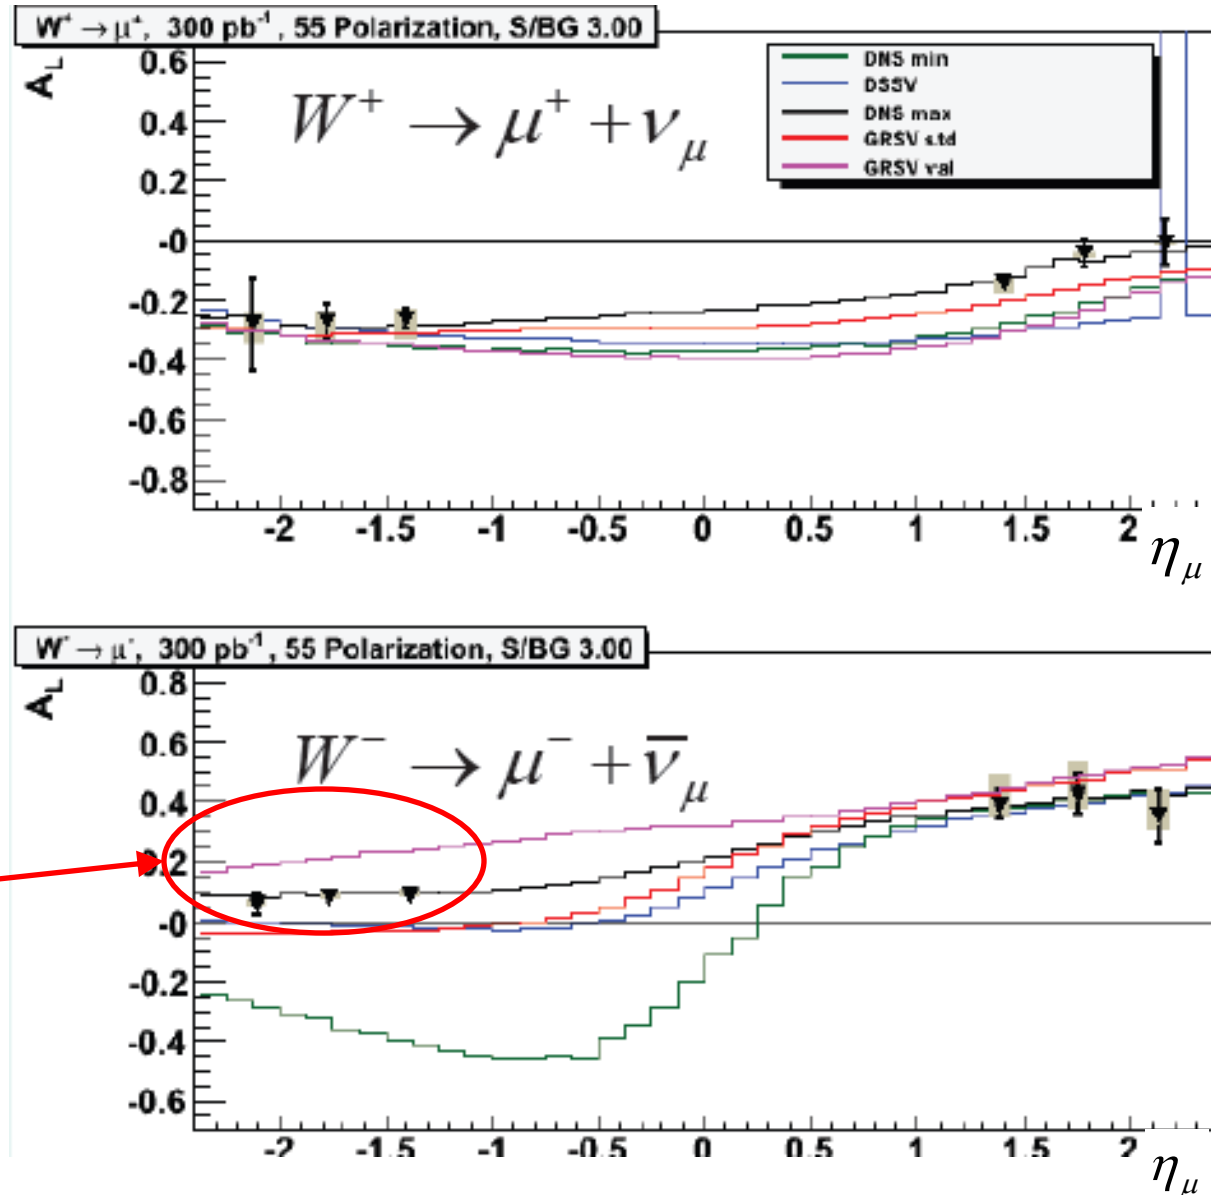 W⁺ → μ⁺, 300 pb⁻¹, 55 Polarization, S/BG 3.00
A_L
W⁺ → μ⁺ + ν_μ
DNS min
DSSV
DNS max
GRSV std
GRSV val
0.6
0.4
0.2
-0
-0.2
-0.4
-0.6
-0.8
-2 -1.5 -1 -0.5 0 0.5 1 1.5 2
η_μ
W⁻ → μ⁻, 300 pb⁻¹, 55 Polarization, S/BG 3.00
A_L
W⁻ → μ⁻ + ν̅_μ
0.8
0.6
0.4
0.2
-0
-0.2
-0.4
-0.6
-2 -1.5 -1 -0.5 0 0.5 1 1.5 2
η_μ